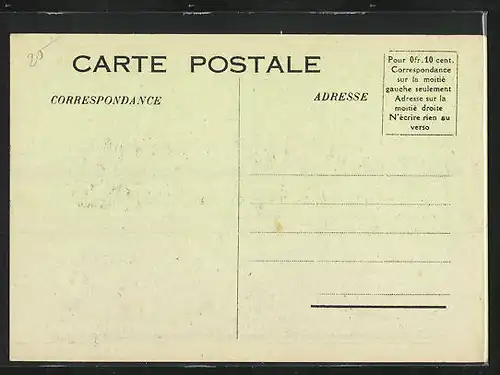 20
CARTE POSTALE
CORRESPONDANCE
ADRESSE
Pour 0fr.10 cent.
Correspondance
sur la moitié
gauche seulement
Adresse sur la
moitié droite
N'écrire rien au
verso